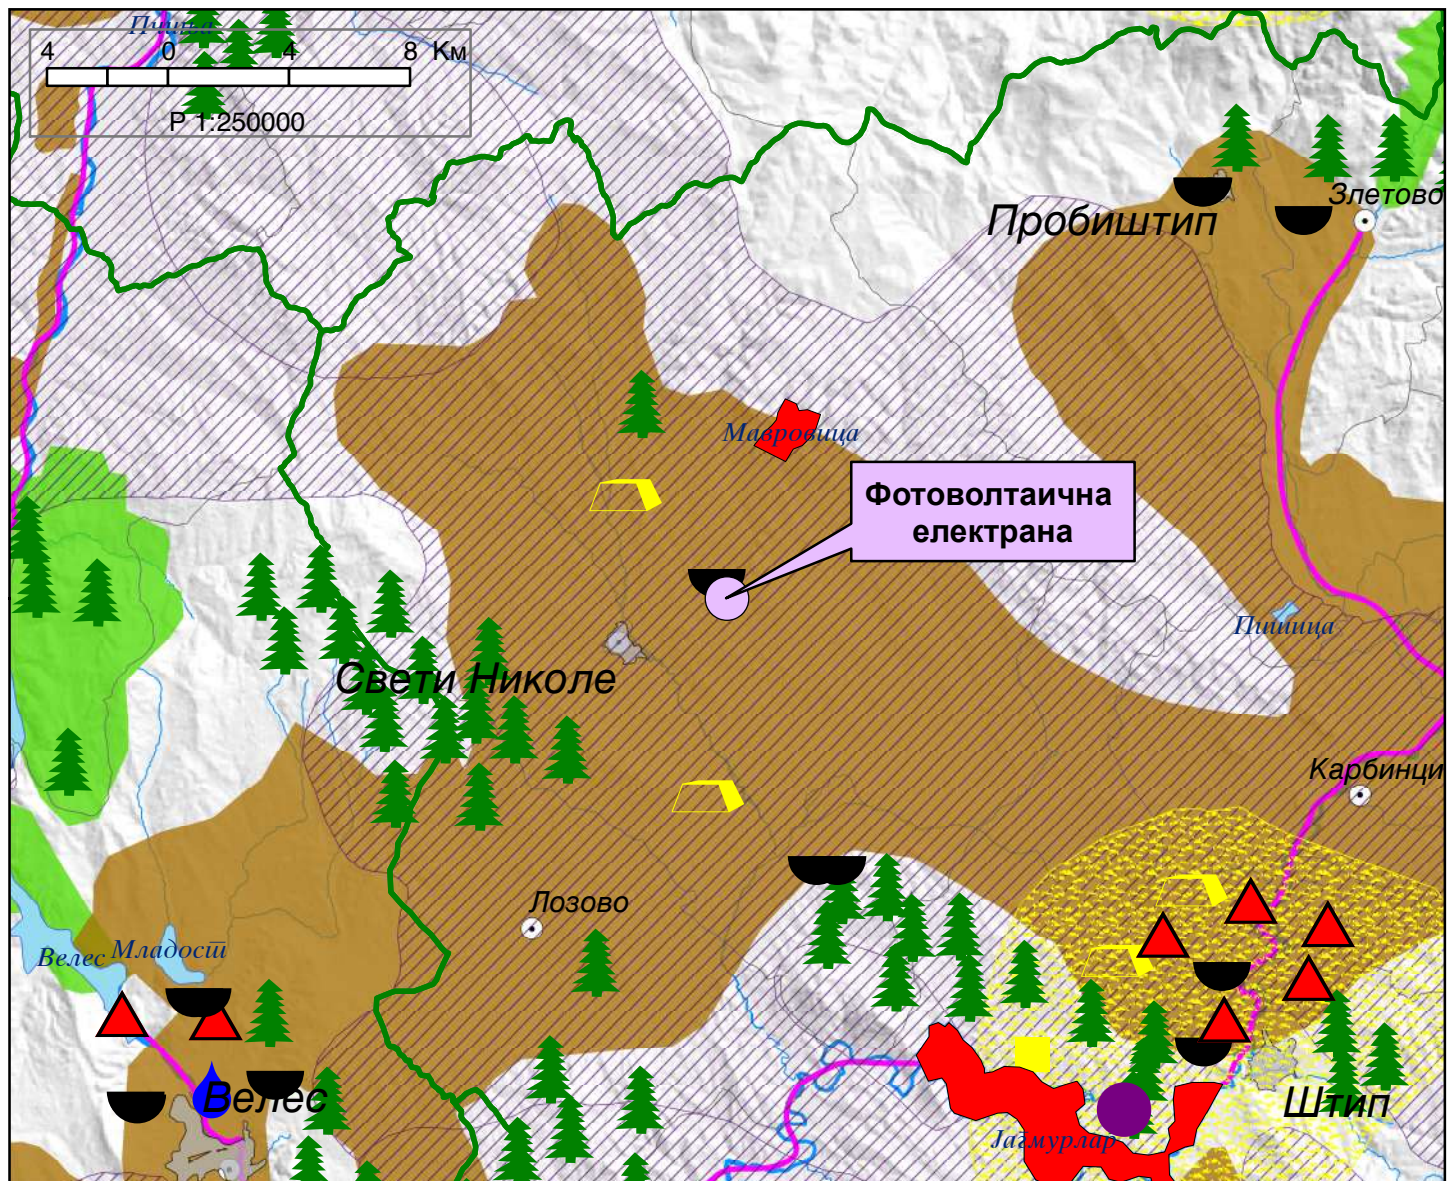 Пчиња
4 0 4 8 Км
Р 1:250000
Злетово
Пробиштип
Мавровица
Фотоволтаична
електрана
Пишица
Свети Николе
Карбинци
Лозово
Велес
Младост
Велес
Штип
Јагмурлар